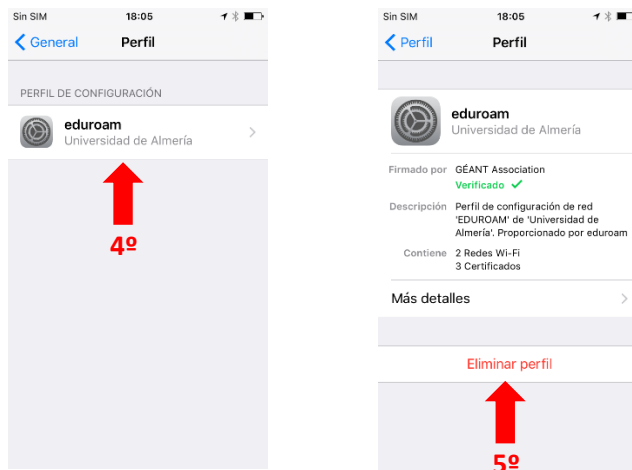 Sin SIM 18:05
General Perfil
PERFIL DE CONFIGURACIÓN
eduroam
Universidad de Almería
4º
Sin SIM 18:05
Perfil Perfil
eduroam
Universidad de Almería
Firmado por GÉANT Association
Verificado ✓
Descripción Perfil de configuración de red
'EDUROAM' de 'Universidad de
Almería'. Proporcionado por eduroam
Contiene 2 Redes Wi-Fi
3 Certificados
Más detalles
Eliminar perfil
5º